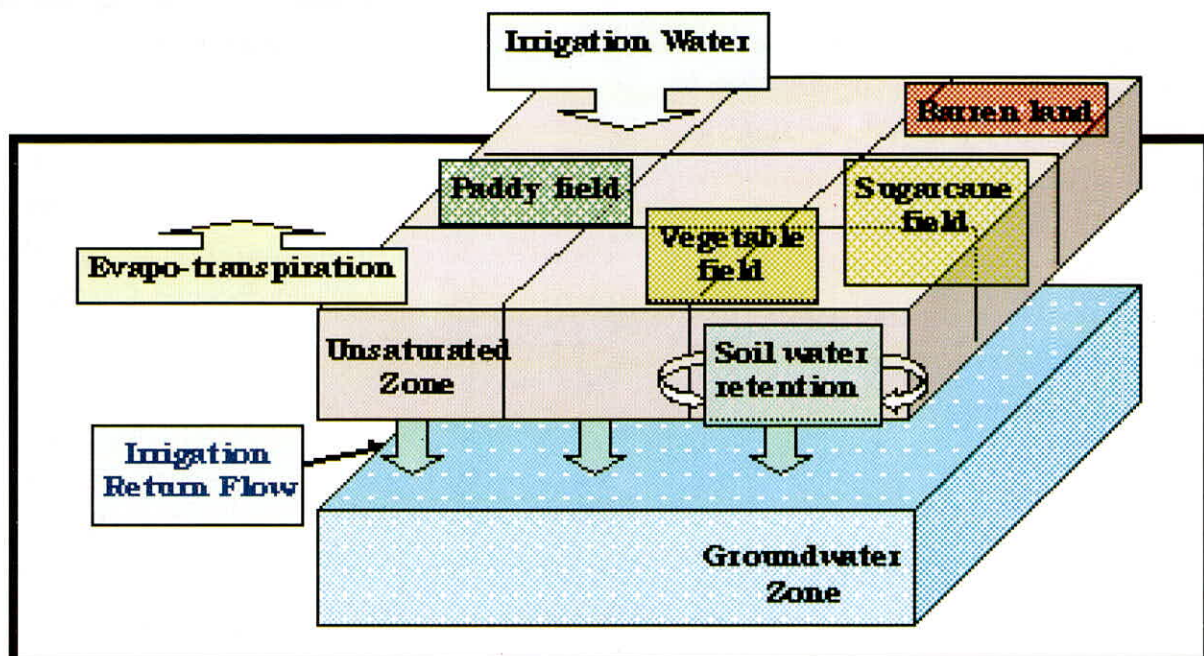 Irrigation Water
Barren land
Paddy field
Sugarcane
field
Vegetable
field
Evapo-transpiration
Unsaturated
Zone
Soil water
retention
Irrigation
Return Flow
Groundwater
Zone